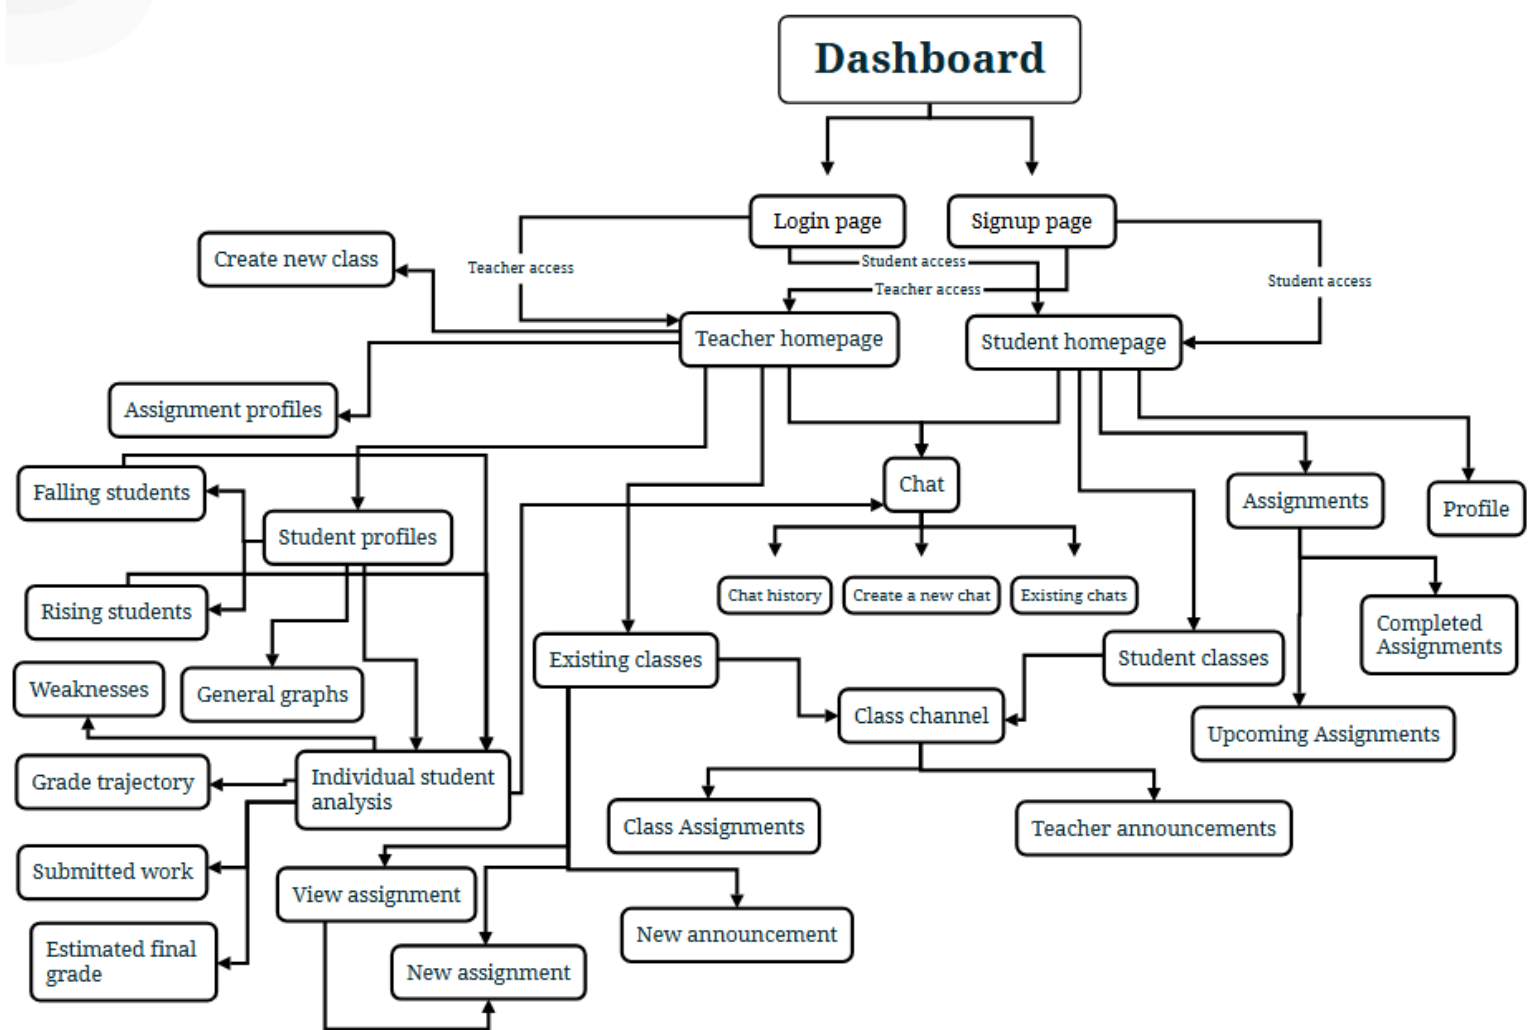 Dashboard
Login page
Signup page
Create new class
Teacher access
Student access
Teacher access
Student access
Teacher homepage
Student homepage
Assignment profiles
Falling students
Chat
Assignments
Profile
Student profiles
Rising students
Chat history
Create a new chat
Existing chats
Completed
Assignments
Weaknesses
General graphs
Existing classes
Student classes
Class channel
Upcoming Assignments
Grade trajectory
Individual student
analysis
Class Assignments
Teacher announcements
Submitted work
View assignment
New announcement
Estimated final
grade
New assignment